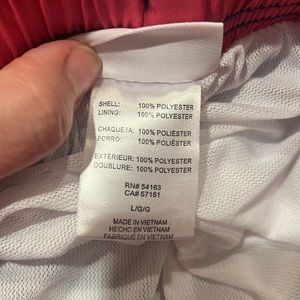 SHELL: 100% POLYESTER
LINING: 100% POLYESTER
CHAQUETA: 100% POLIÉSTER
FORRO: 100% POLIÉSTER
EXTÉRIEUR: 100% POLYESTER
DOUBLURE: 100% POLYESTER
RN# 54163
CA# 57151
L/G/G
MADE IN VIETNAM
HECHO EN VIETNAM
FABRIQUÉ EN VIETNAM